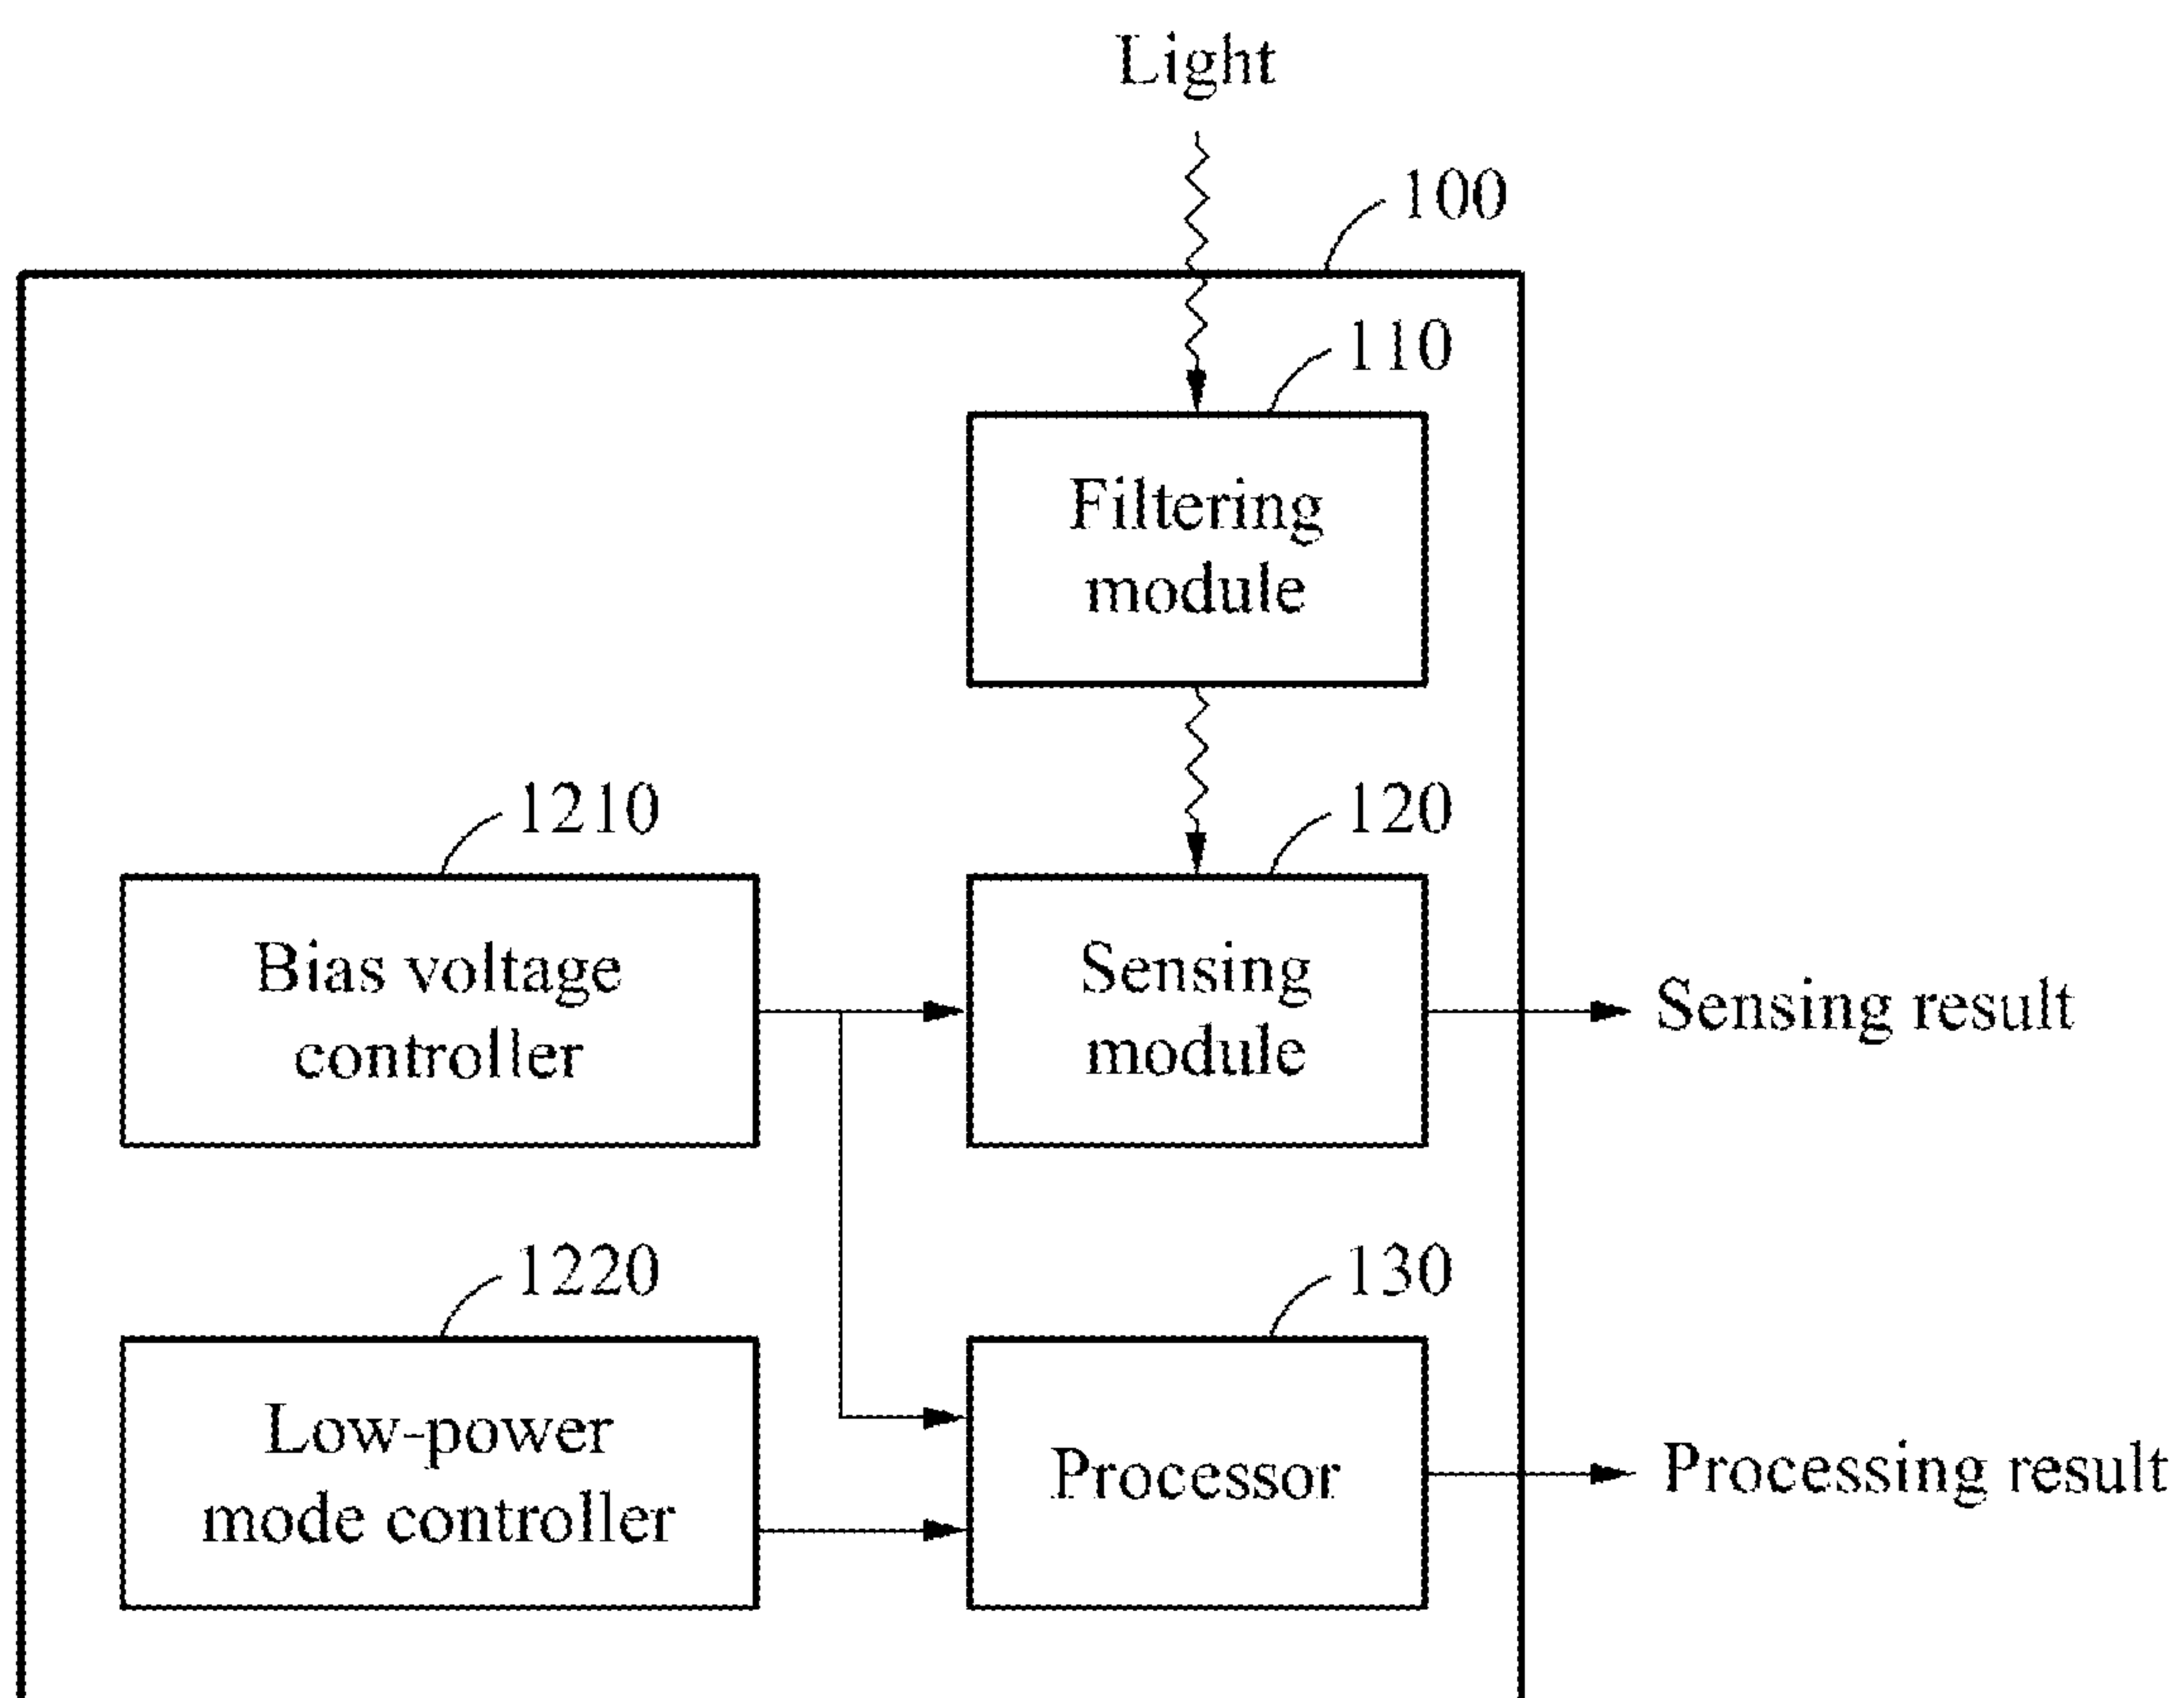 Light
100
110
Filtering
module
1210
120
Bias voltage
controller
Sensing
module
Sensing result
1220
130
Low-power
mode controller
Processor
Processing result